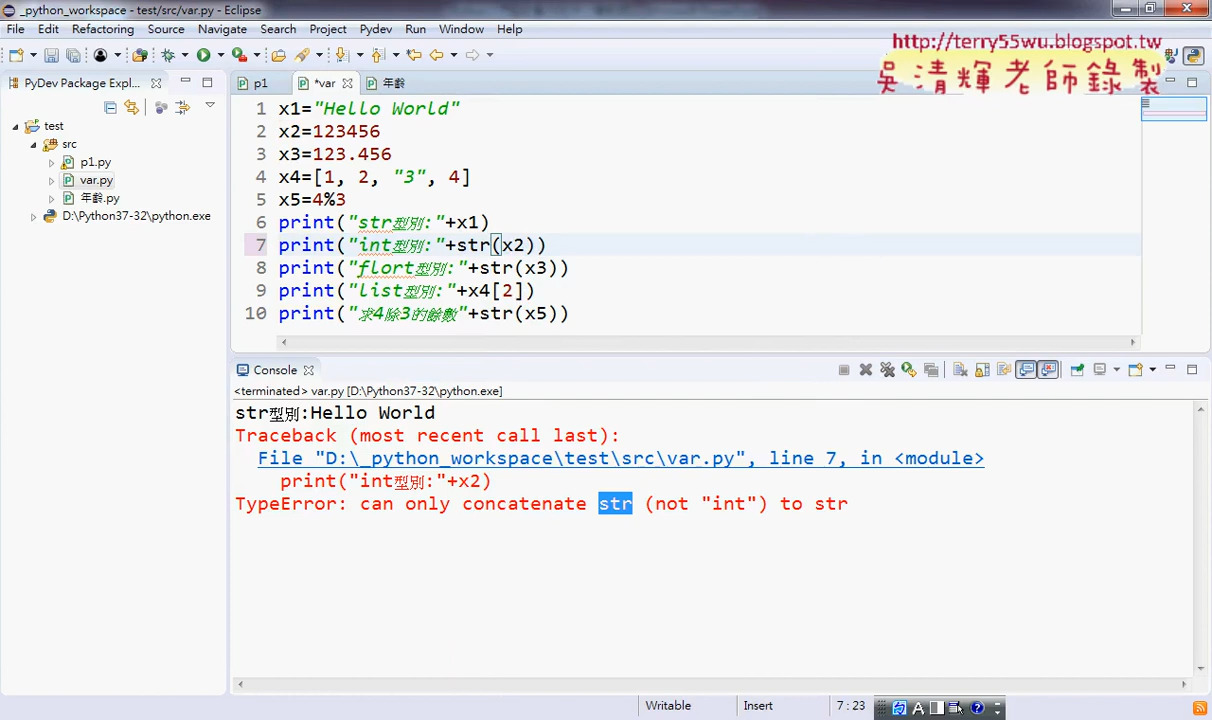 _python_workspace - test/src/var.py - Eclipse
File Edit Refactoring Source Navigate Search Project Pydev Run Window Help
http://terry55wu.blogspot.tw
吳清輝老師錄製
PyDev Package Expl...
p1
*var
年齡
test
src
p1.py
var.py
年齡.py
D:\Python37-32\python.exe
1 x1="Hello World"
2 x2=123456
3 x3=123.456
4 x4=[1, 2, "3", 4]
5 x5=4%3
6 print("str型別:"+x1)
7 print("int型別:"+str(x2))
8 print("flort型別:"+str(x3))
9 print("list型別:"+x4[2])
10 print("求4除3的餘數"+str(x5))
Console
<terminated> var.py [D:\Python37-32\python.exe]
str型別:Hello World
Traceback (most recent call last):
File "D:\_python_workspace\test\src\var.py", line 7, in <module>
print("int型別:"+x2)
TypeError: can only concatenate str (not "int") to str
Writable Insert 7 : 23